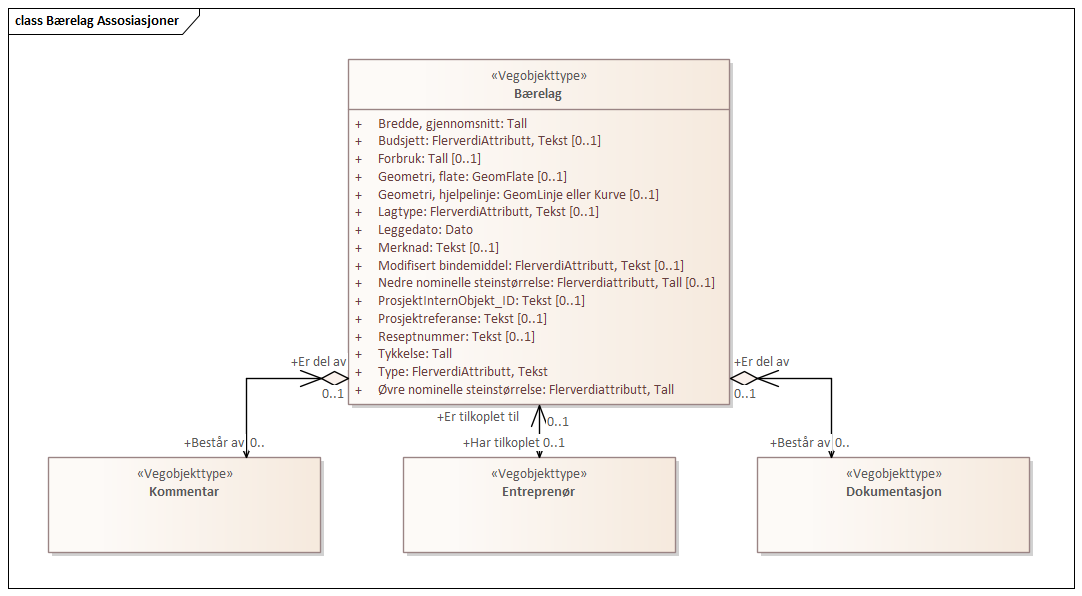 class Bærelag Assosiasjoner
«Vegobjekttype»
Bærelag
+ Bredde, gjennomsnitt: Tall
+ Budsjett: FlerverdiAttributt, Tekst [0..1]
+ Forbruk: Tall [0..1]
+ Geometri, flate: GeomFlate [0..1]
+ Geometri, hjelpelinje: GeomLinje eller Kurve [0..1]
+ Lagtype: FlerverdiAttributt, Tekst [0..1]
+ Leggedato: Dato
+ Merknad: Tekst [0..1]
+ Modifisert bindemiddel: FlerverdiAttributt, Tekst [0..1]
+ Nedre nominelle steinstørrelse: Flerverdiattributt, Tall [0..1]
+ ProsjektInternObjekt_ID: Tekst [0..1]
+ Prosjektreferanse: Tekst [0..1]
+ Reseptnummer: Tekst [0..1]
+ Tykkelse: Tall
+ Type: FlerverdiAttributt, Tekst
+ Øvre nominelle steinstørrelse: Flerverdiattributt, Tall
+Er del av
0..1
+Er del av
0..1
+Er tilkoplet til
0..1
+Består av 0..
+Har tilkoplet 0..1
+Består av 0..
«Vegobjekttype»
Kommentar
«Vegobjekttype»
Entreprenør
«Vegobjekttype»
Dokumentasjon